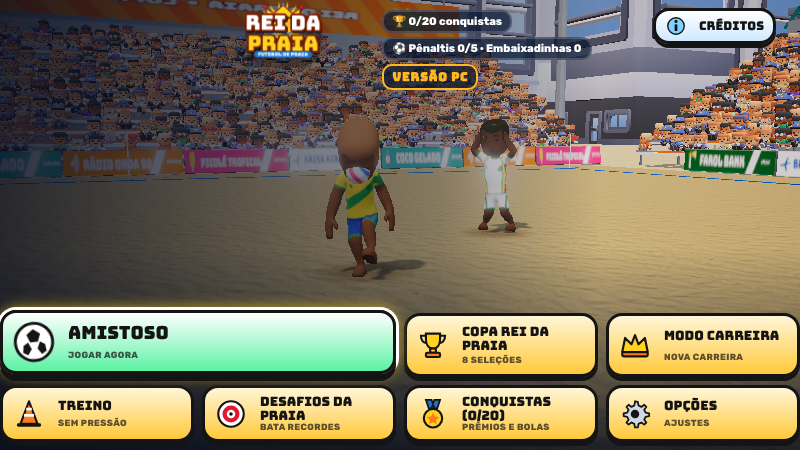 REI DA
PRAIA
FUTEBOL DE PRAIA
0/20 conquistas
Pênaltis 0/5 • Embaixadinhas 0
VERSÃO PC
CRÉDITOS
RÁDIO ONDA
PICOLÉ TROPICAL
COCO GELADO
TROPICAL
FAROL BANK
AMISTOSO
JOGAR AGORA
COPA REI DA
PRAIA
8 SELEÇÕES
MODO CARREIRA
NOVA CARREIRA
TREINO
SEM PRESSÃO
DESAFIOS DA
PRAIA
BATA RECORDES
CONQUISTAS
(0/20)
PRÊMIOS E BOLAS
OPÇÕES
AJUSTES